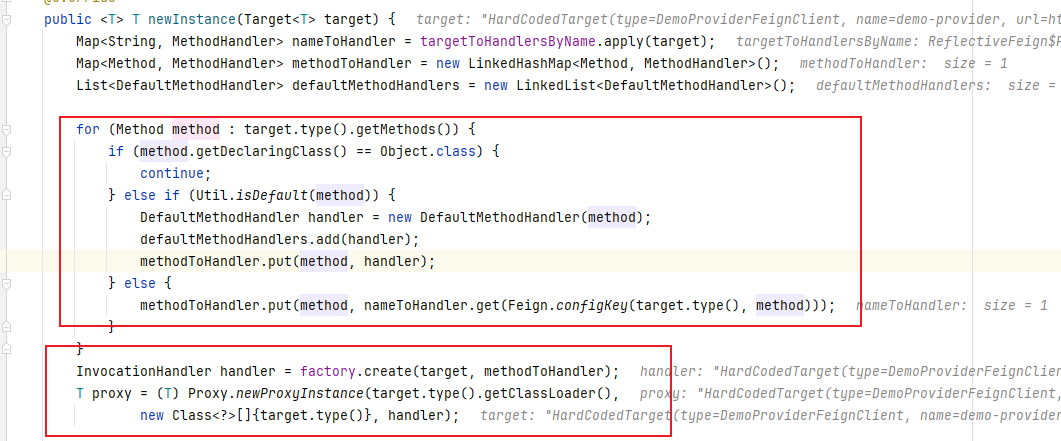 @Override
public <T> T newInstance(Target<T> target) {   target: "HardCodedTarget(type=DemoProviderFeignClient, name=demo-provider, url=ht
Map<String, MethodHandler> nameToHandler = targetToHandlersByName.apply(target);   targetToHandlersByName: ReflectiveFeign$P
Map<Method, MethodHandler> methodToHandler = new LinkedHashMap<Method, MethodHandler>();   methodToHandler:  size = 1
List<DefaultMethodHandler> defaultMethodHandlers = new LinkedList<DefaultMethodHandler>();   defaultMethodHandlers:  size =
for (Method method : target.type().getMethods()) {
if (method.getDeclaringClass() == Object.class) {
continue;
} else if (Util.isDefault(method)) {
DefaultMethodHandler handler = new DefaultMethodHandler(method);
defaultMethodHandlers.add(handler);
methodToHandler.put(method, handler);
} else {
methodToHandler.put(method, nameToHandler.get(Feign.configKey(target.type(), method)));   nameToHandler:  size = 1
}
}
InvocationHandler handler = factory.create(target, methodToHandler);   handler: "HardCodedTarget(type=DemoProviderFeignClien
T proxy = (T) Proxy.newProxyInstance(target.type().getClassLoader(),   proxy: "HardCodedTarget(type=DemoProviderFeignClient,
new Class<?>[]{target.type()}, handler);   target: "HardCodedTarget(type=DemoProviderFeignClient, name=demo-provider